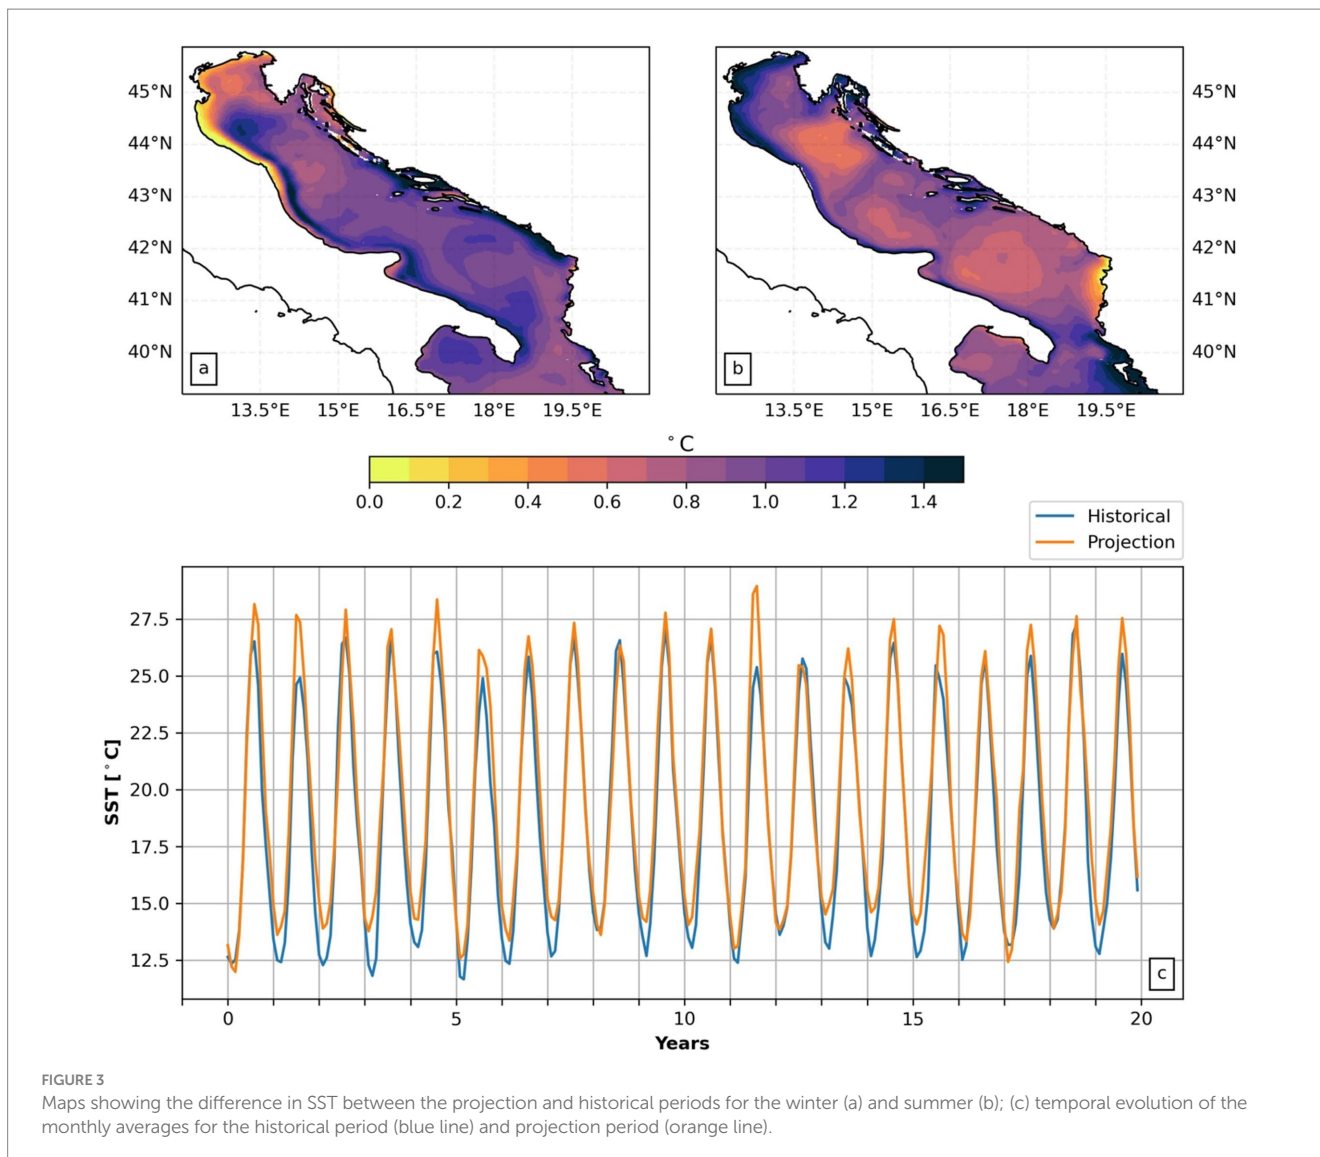 45°N
44°N
43°N
42°N
41°N
40°N
a
13.5°E 15°E 16.5°E 18°E 19.5°E
45°N
44°N
43°N
42°N
41°N
40°N
b
13.5°E 15°E 16.5°E 18°E 19.5°E
°C
0.0 0.2 0.4 0.6 0.8 1.0 1.2 1.4
Historical
Projection
SST [°C]
27.5
25.0
22.5
20.0
17.5
15.0
12.5
c
0 5 10 15 20
Years
FIGURE 3
Maps showing the difference in SST between the projection and historical periods for the winter (a) and summer (b); (c) temporal evolution of the
monthly averages for the historical period (blue line) and projection period (orange line).